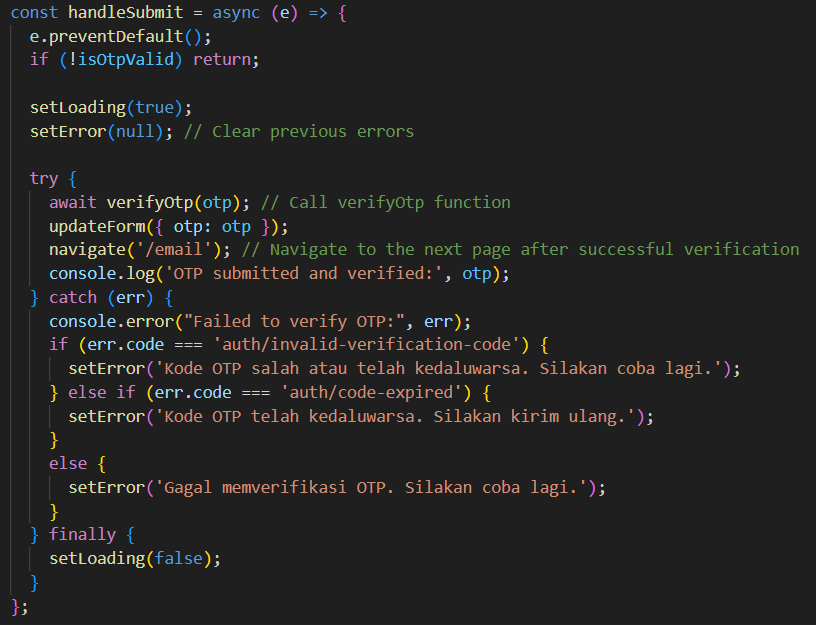 const handleSubmit = async (e) => {
e.preventDefault();
if (!isOtpValid) return;
setLoading(true);
setError(null); // Clear previous errors
try {
await verifyOtp(otp); // Call verifyOtp function
updateForm({ otp: otp });
navigate('/email'); // Navigate to the next page after successful verification
console.log('OTP submitted and verified:', otp);
} catch (err) {
console.error("Failed to verify OTP:", err);
if (err.code === 'auth/invalid-verification-code') {
setError('Kode OTP salah atau telah kedaluwarsa. Silakan coba lagi.');
} else if (err.code === 'auth/code-expired') {
setError('Kode OTP telah kedaluwarsa. Silakan kirim ulang.');
}
else {
setError('Gagal memverifikasi OTP. Silakan coba lagi.');
}
} finally {
setLoading(false);
}
};